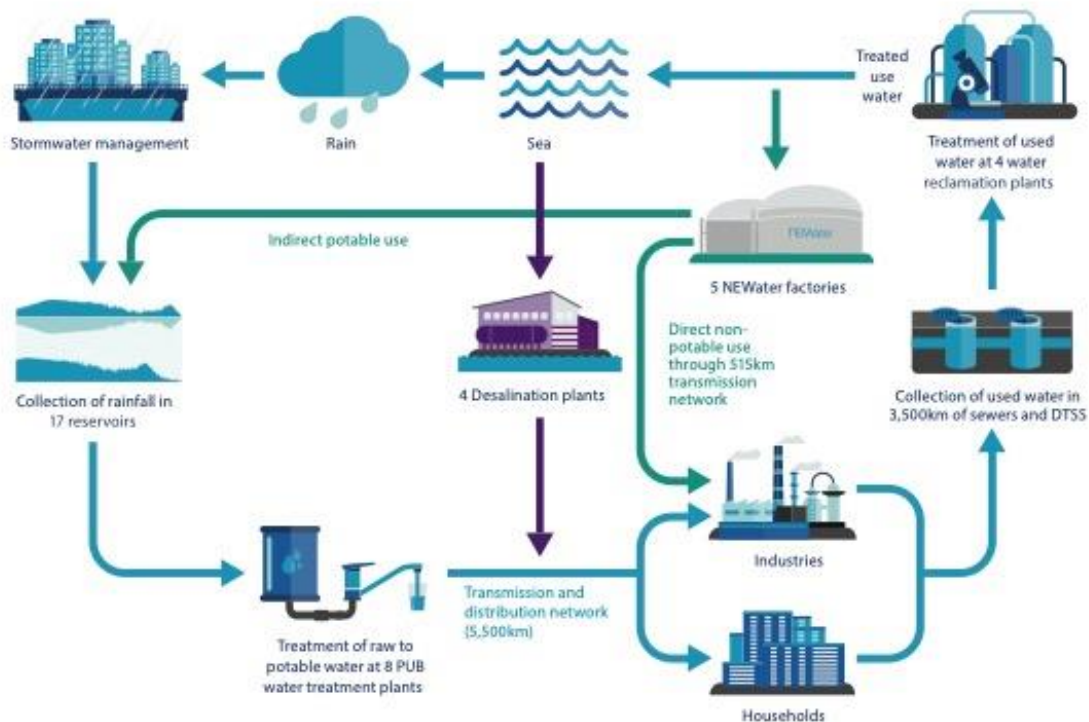 Treated
use
water
Stormwater management
Rain
Sea
Treatment of used
water at 4 water
reclamation plants
Indirect potable use
NEWater
5 NEWater factories
Direct non-
potable use
through 515km
transmission
network
Collection of rainfall in
17 reservoirs
4 Desalination plants
Collection of used water in
3,500km of sewers and DTSS
Industries
Transmission and
distribution network
(5,500km)
Treatment of raw to
potable water at 8 PUB
water treatment plants
Households